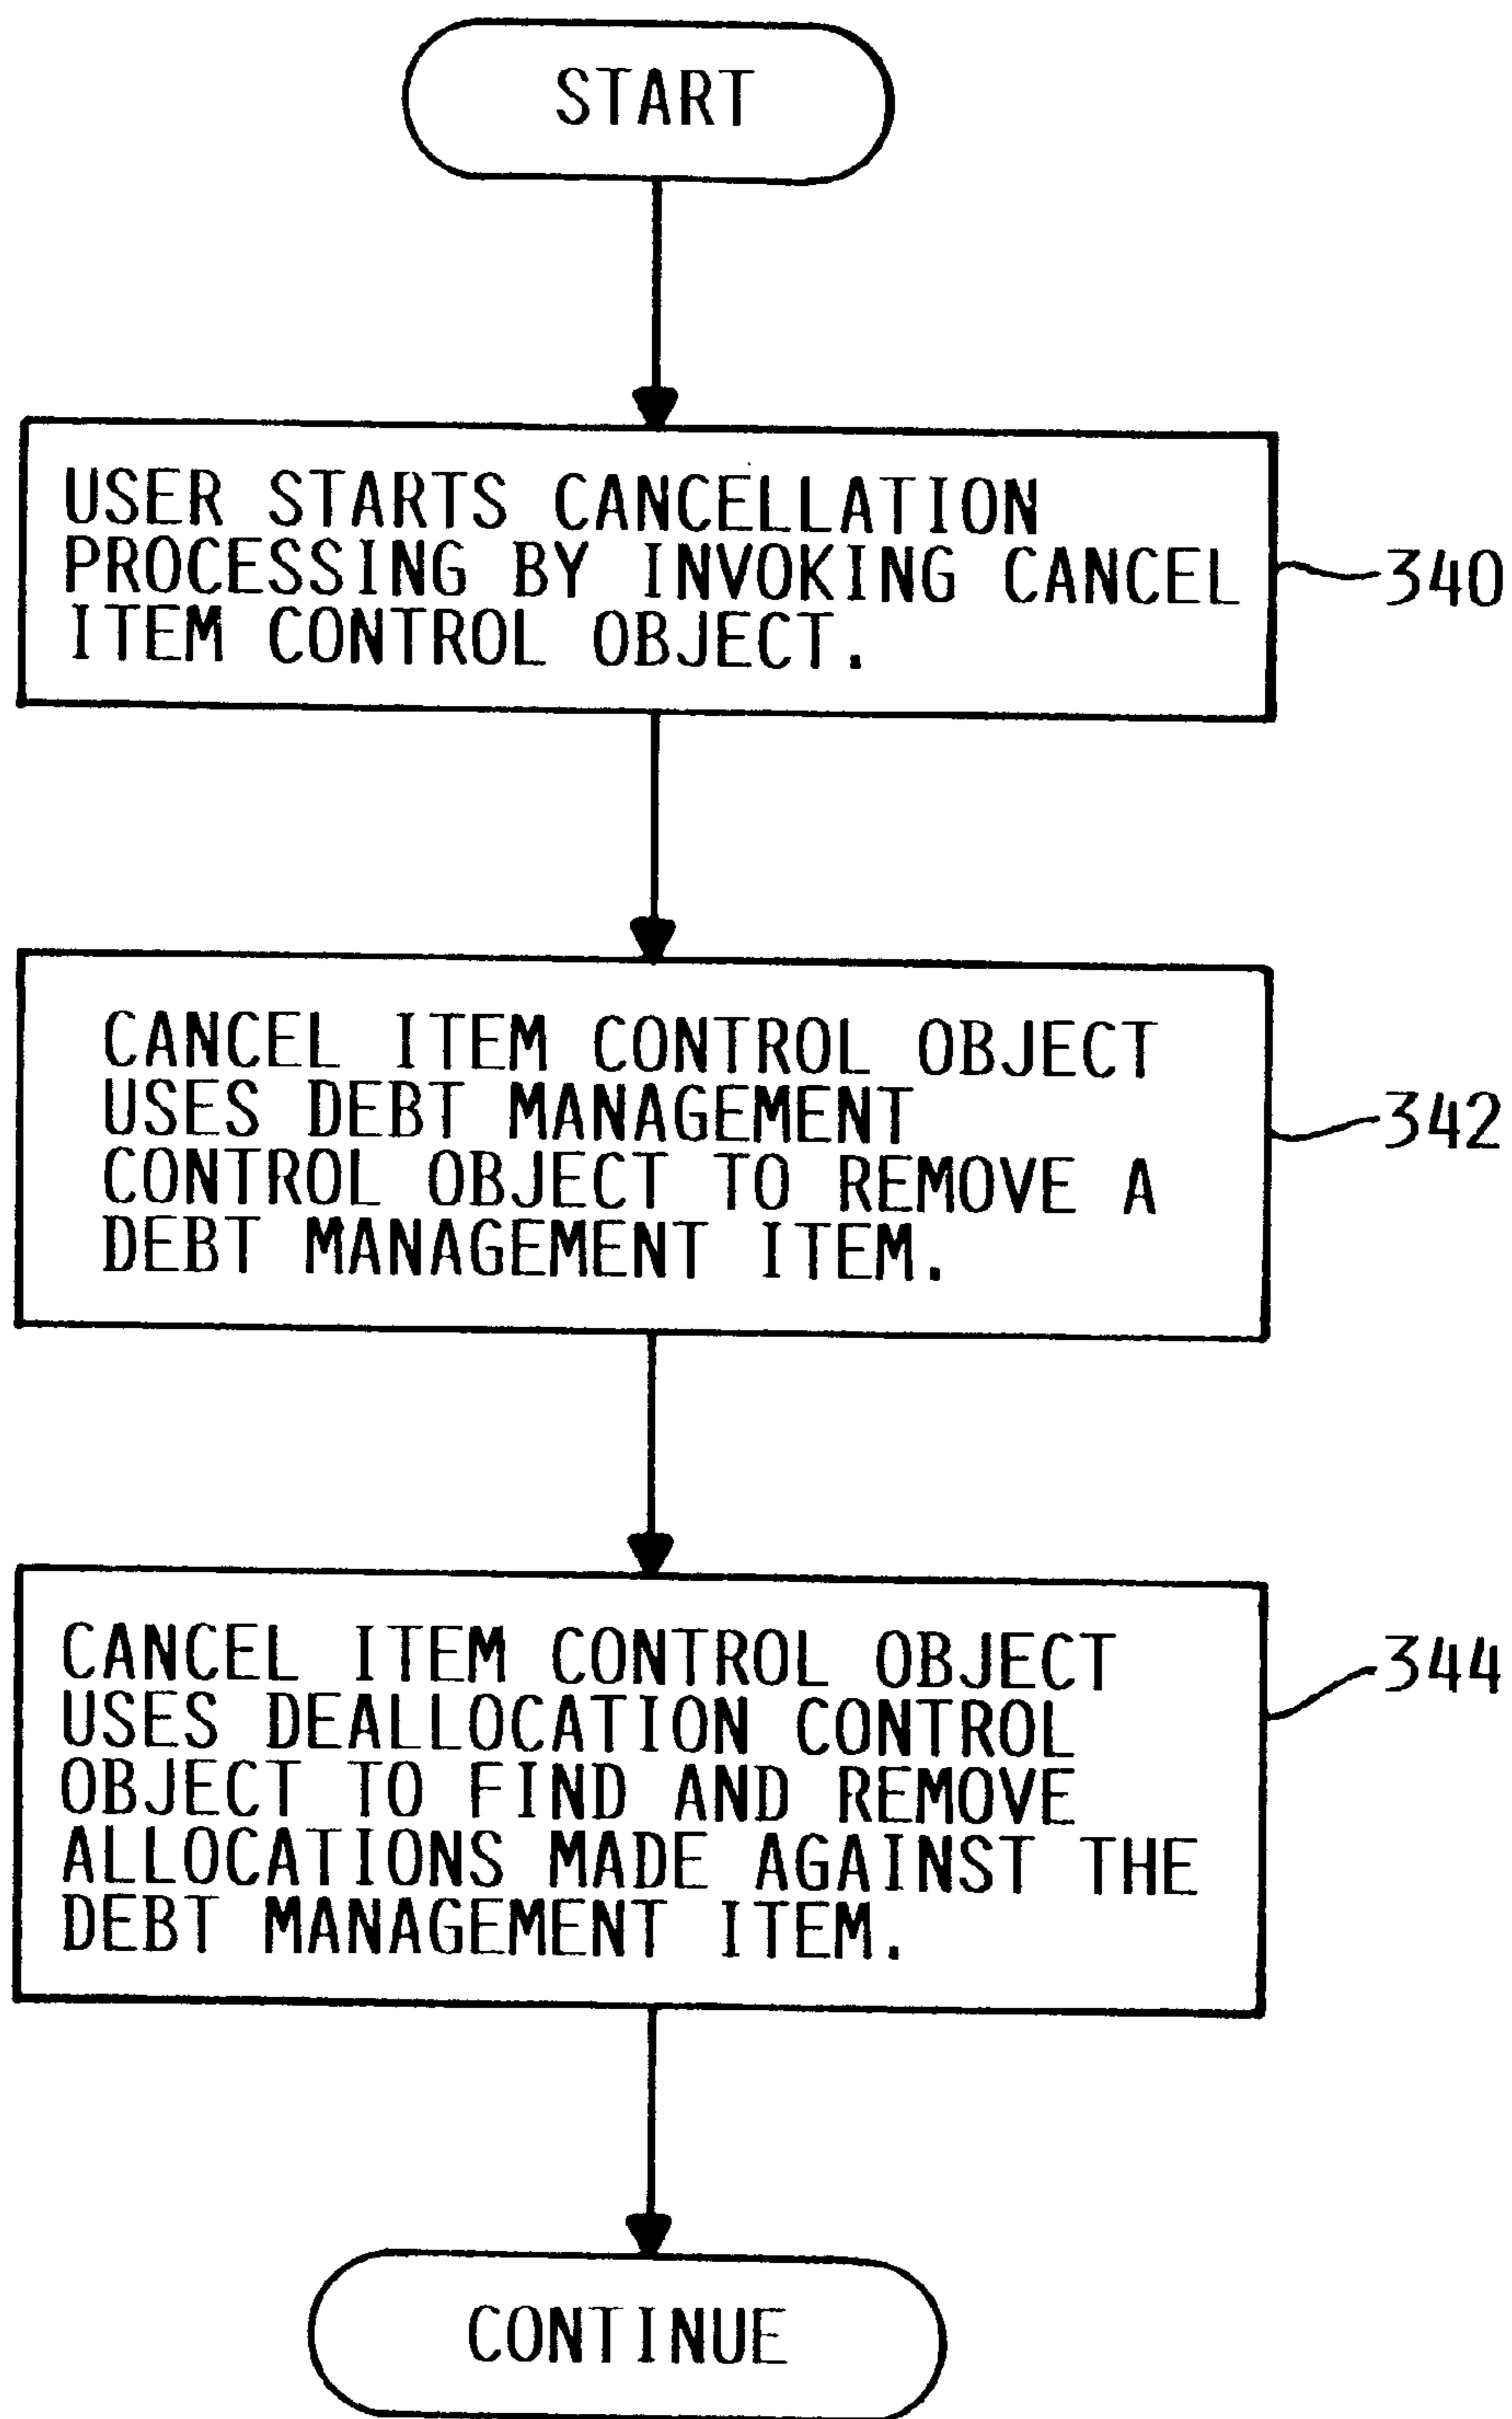 START
USER STARTS CANCELLATION
PROCESSING BY INVOKING CANCEL
ITEM CONTROL OBJECT.
340
CANCEL ITEM CONTROL OBJECT
USES DEBT MANAGEMENT
CONTROL OBJECT TO REMOVE A
DEBT MANAGEMENT ITEM.
342
CANCEL ITEM CONTROL OBJECT
USES DEALLOCATION CONTROL
OBJECT TO FIND AND REMOVE
ALLOCATIONS MADE AGAINST THE
DEBT MANAGEMENT ITEM.
344
CONTINUE